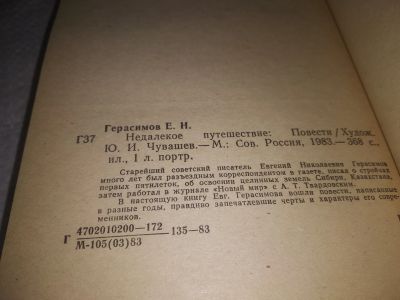 Герасимов Е. Н.
Г37 Недалекое путешествие: Повести / Худож.
Ю. И. Чувашев.— М.: Сов. Россия, 1983.— 368 с.,
ил., 1 л. портр.
Старейший советский писатель Евгений Николаевич Герасимов
много лет был разъездным корреспондентом в газете, писал о стройках
первых пятилеток, об освоении целинных земель Сибири, Казахстана,
затем работал в журнале «Новый мир» с А. Т. Твардовским.
В настоящую книгу Евг. Герасимова вошли повести, написанные
в разные годы, правдиво запечатлевшие черты и характеры его совре-
менников.
Г 4702010200—172 135—83
М-105(03)83